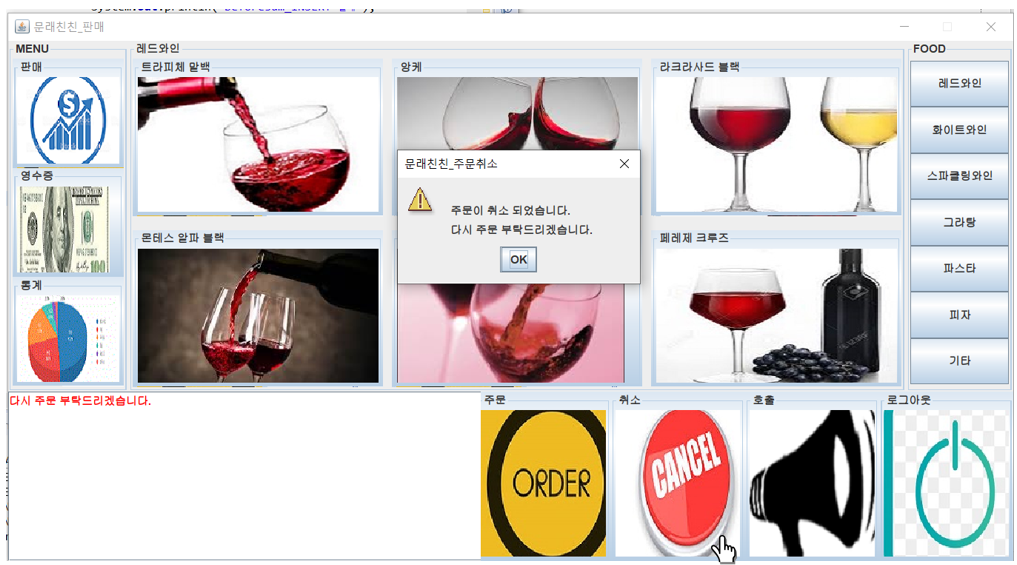 System.out.println("BeforeSum_INSERT
문래친친_판매
MENU
판매
영수증
통계
레드와인
트라피체 말백
앙케
라크라사드 블랙
몬테스 알파 블랙
페레제 크루즈
문래친친_주문취소
주문이 취소 되었습니다.
다시 주문 부탁드리겠습니다.
OK
FOOD
레드와인
화이트와인
스파클링와인
그라탕
파스타
피자
기타
다시 주문 부탁드리겠습니다.
주문
ORDER
취소
CANCEL
호출
로그아웃